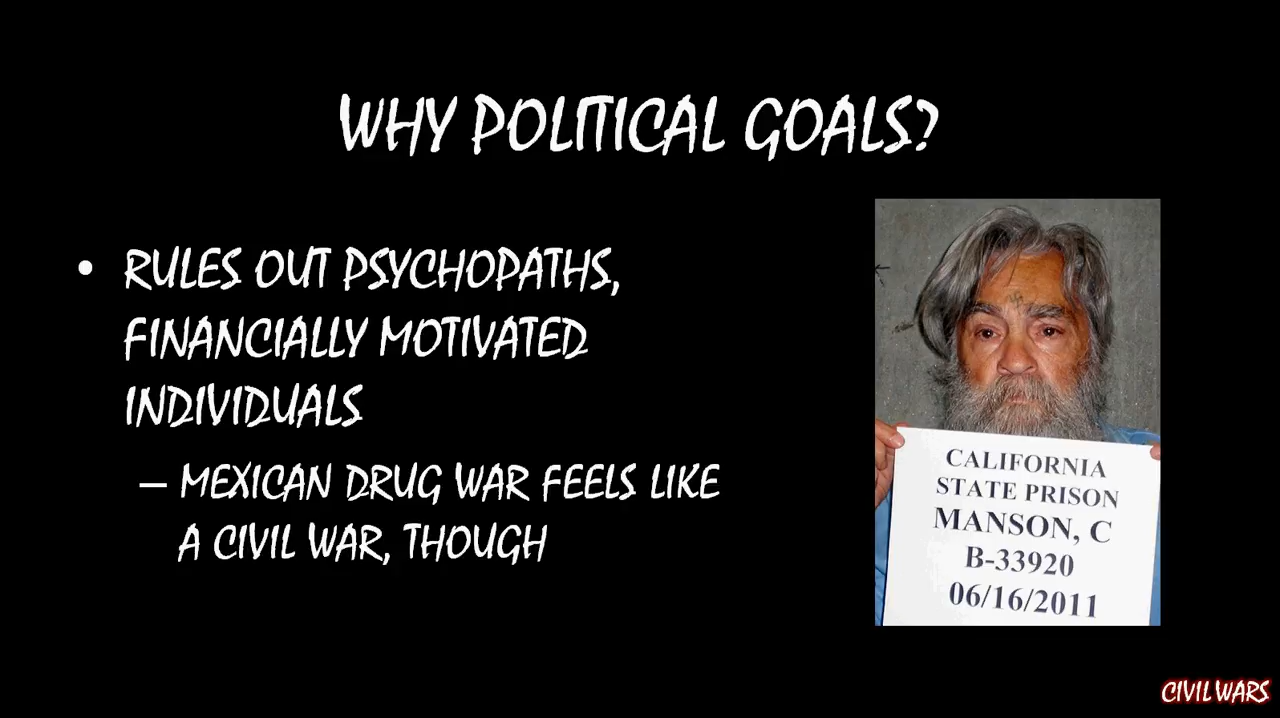 WHY POLITICAL GOALS?
• RULES OUT PSYCHOPATHS,
FINANCIALLY MOTIVATED
INDIVIDUALS
– MEXICAN DRUG WAR FEELS LIKE
A CIVIL WAR, THOUGH
CALIFORNIA
STATE PRISON
MANSON, C
B-33920
06/16/2011
CIVIL WARS